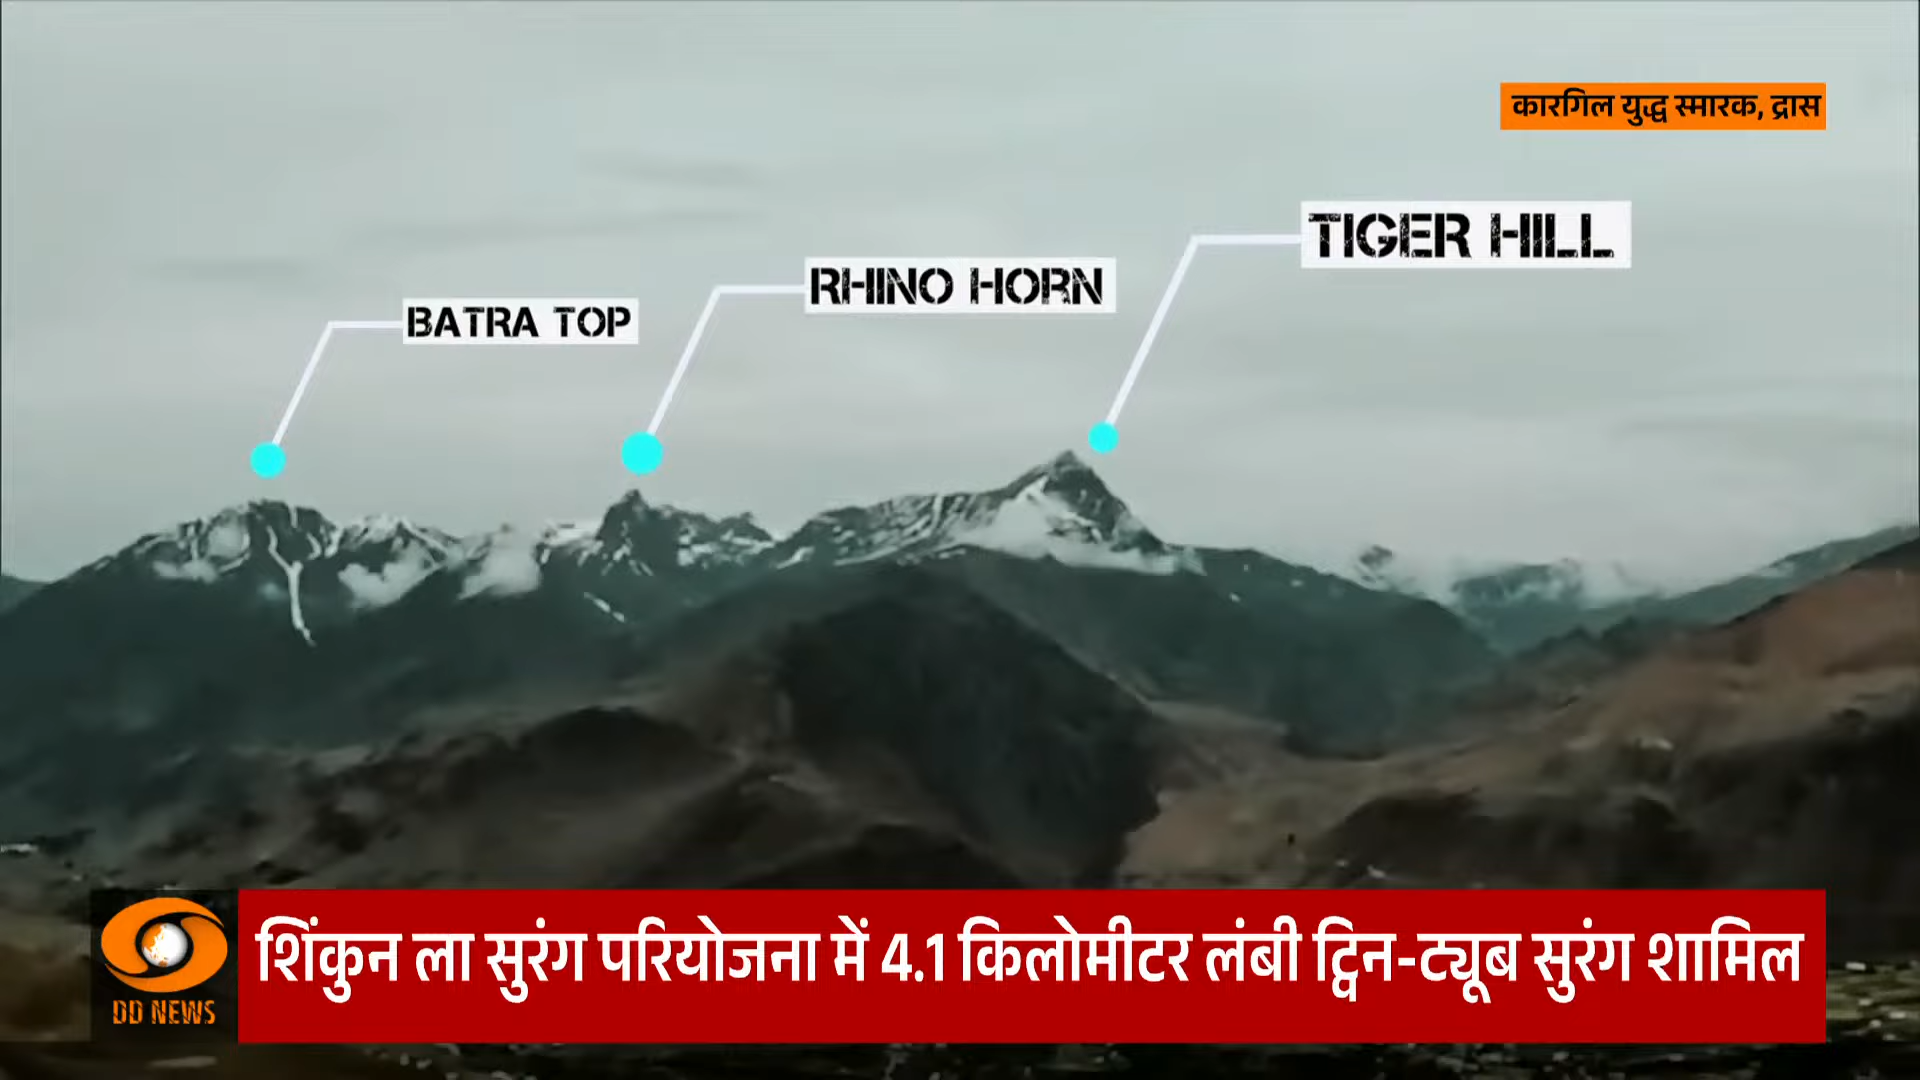 कारगिल युद्ध स्मारक, द्रास
TIGER HILL
RHINO HORN
BATRA TOP
शिंकुन ला सुरंग परियोजना में 4.1 किलोमीटर लंबी ट्विन-ट्यूब सुरंग शामिल
DD NEWS